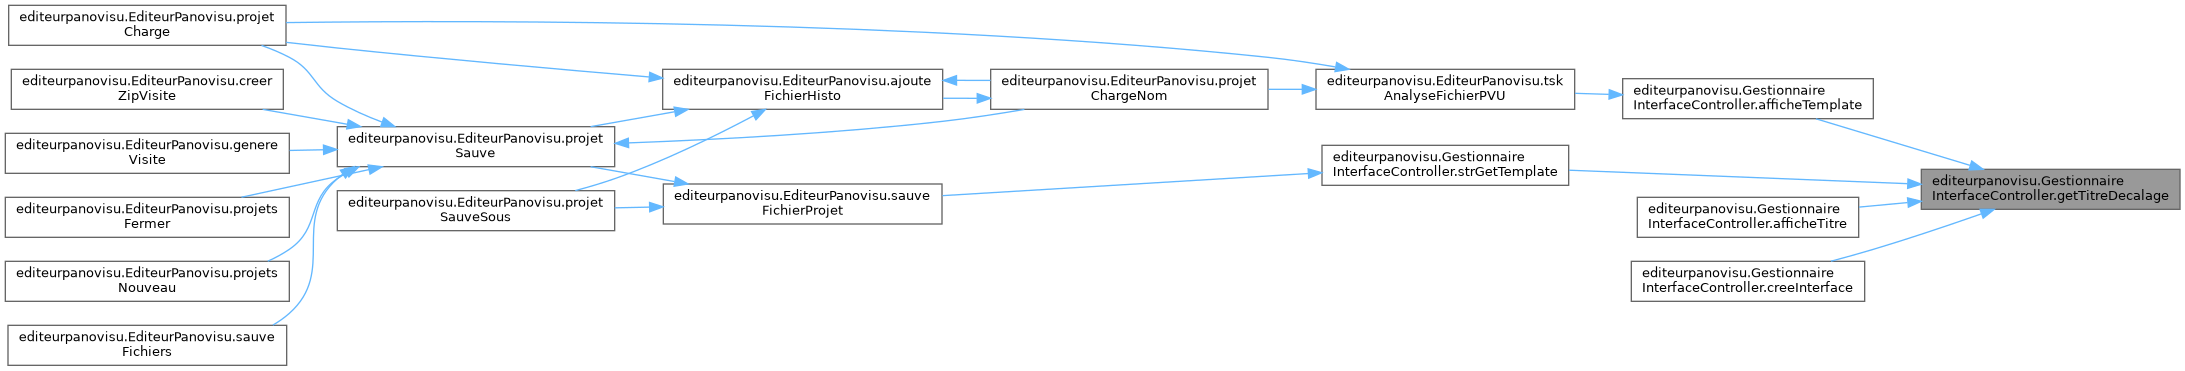 editeurpanovisu.EditeurPanovisu.projet
Charge
editeurpanovisu.EditeurPanovisu.creer
ZipVisite
editeurpanovisu.EditeurPanovisu.genere
Visite
editeurpanovisu.EditeurPanovisu.projets
Fermer
editeurpanovisu.EditeurPanovisu.projets
Nouveau
editeurpanovisu.EditeurPanovisu.sauve
Fichiers
editeurpanovisu.EditeurPanovisu.projet
Sauve
editeurpanovisu.EditeurPanovisu.projet
SauveSous
editeurpanovisu.EditeurPanovisu.ajoute
FichierHisto
editeurpanovisu.EditeurPanovisu.sauve
FichierProjet
editeurpanovisu.EditeurPanovisu.projet
ChargeNom
editeurpanovisu.EditeurPanovisu.tsk
AnalyseFichierPVU
editeurpanovisu.Gestionnaire
InterfaceController.strGetTemplate
editeurpanovisu.Gestionnaire
InterfaceController.afficheTemplate
editeurpanovisu.Gestionnaire
InterfaceController.afficheTitre
editeurpanovisu.Gestionnaire
InterfaceController.creeInterface
editeurpanovisu.Gestionnaire
InterfaceController.getTitreDecalage